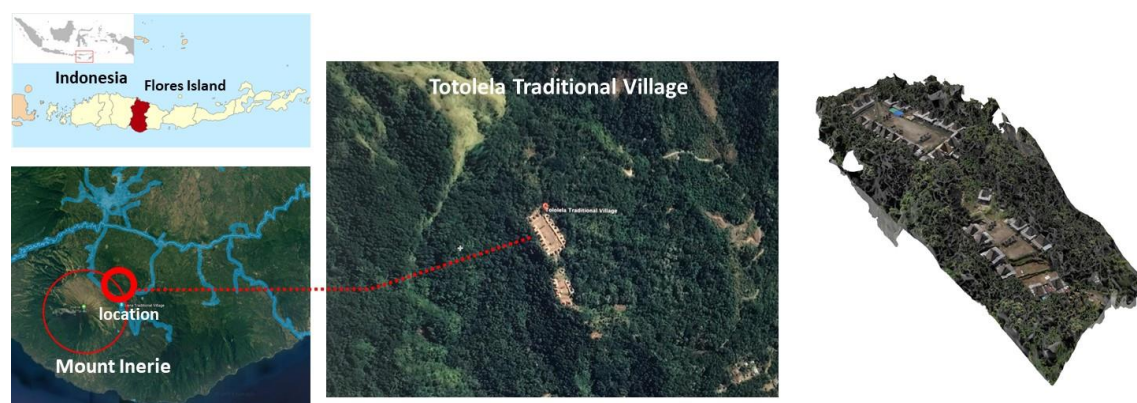 Indonesia
Flores Island
location
Mount Inerie
Totolela Traditional Village
Totolela Traditional Village